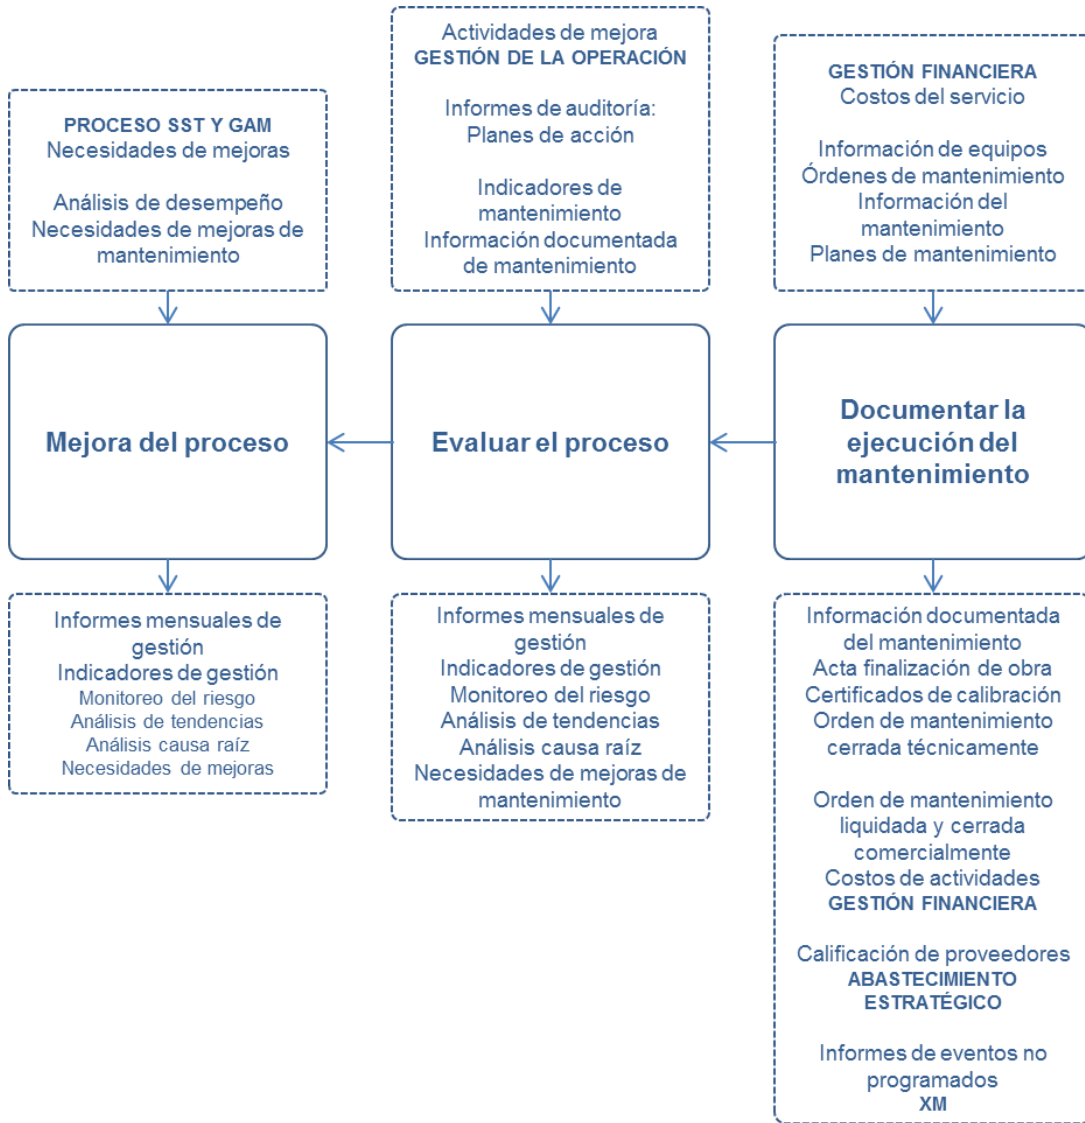 PROCESO SST Y GAM
Necesidades de mejoras
Análisis de desempeño
Necesidades de mejoras de
mantenimiento
Actividades de mejora
GESTIÓN DE LA OPERACIÓN
Informes de auditoría:
Planes de acción
Indicadores de
mantenimiento
Información documentada
de mantenimiento
GESTIÓN FINANCIERA
Costos del servicio
Información de equipos
Órdenes de mantenimiento
Información del
mantenimiento
Planes de mantenimiento
Mejora del proceso
Evaluar el proceso
Documentar la
ejecución del
mantenimiento
Informes mensuales de
gestión
Indicadores de gestión
Monitoreo del riesgo
Análisis de tendencias
Análisis causa raíz
Necesidades de mejoras
Informes mensuales de
gestión
Indicadores de gestión
Monitoreo del riesgo
Análisis de tendencias
Análisis causa raíz
Necesidades de mejoras de
mantenimiento
Información documentada
del mantenimiento
Acta finalización de obra
Certificados de calibración
Orden de mantenimiento
cerrada técnicamente
Orden de mantenimiento
liquidada y cerrada
comercialmente
Costos de actividades
GESTIÓN FINANCIERA
Calificación de proveedores
ABASTECIMIENTO
ESTRATÉGICO
Informes de eventos no
programados
XM